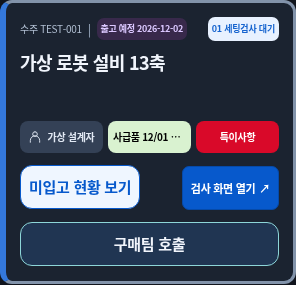 수주 TEST-001 | 출고 예정 2026-12-02 01 세팅검사 대기
가상 로봇 설비 13축
가상 설계자 사급품 12/01 … 특이사항
미입고 현황 보기 검사 화면 열기 ↗
구매팀 호출